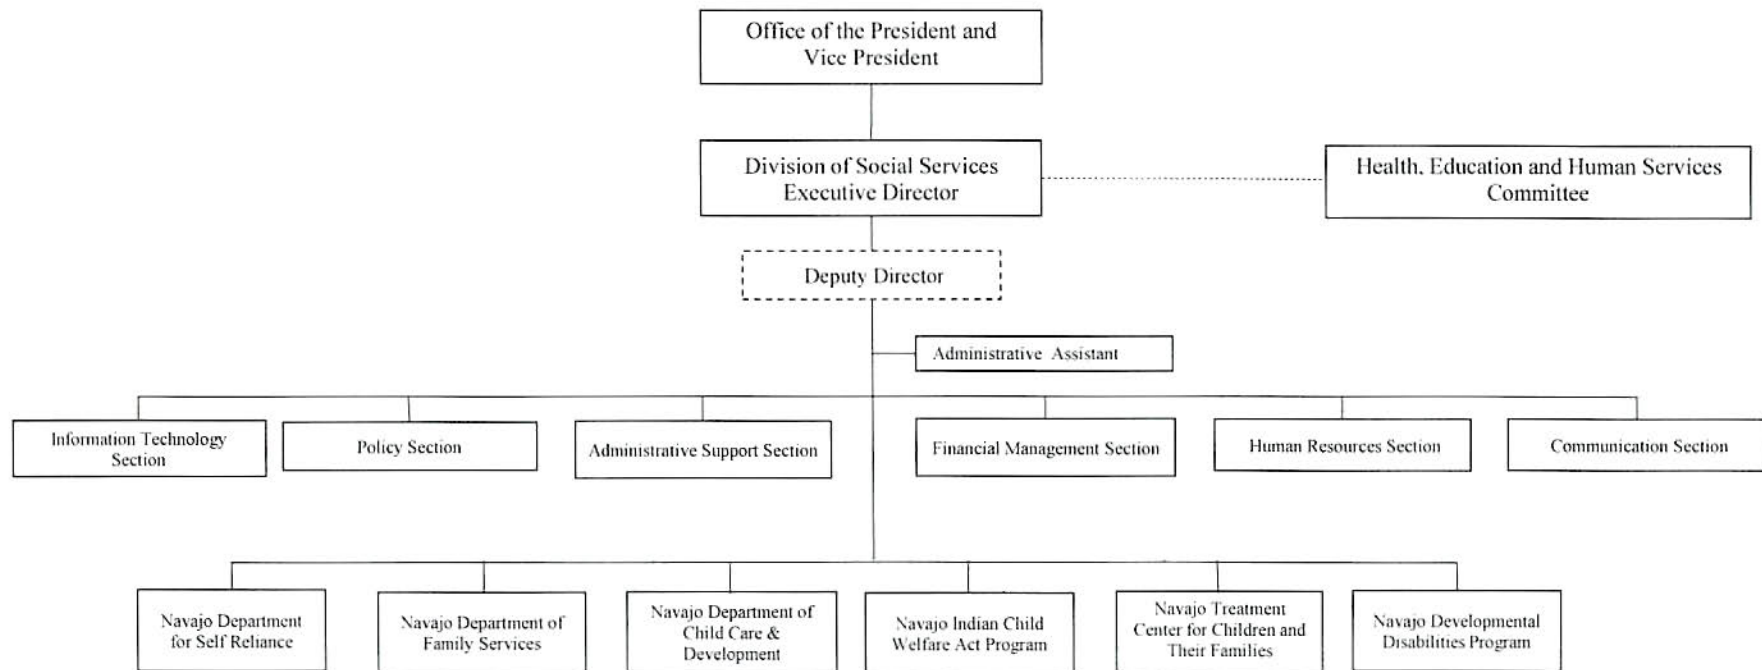 Office of the President and
Vice President
Division of Social Services
Executive Director
Health, Education and Human Services
Committee
Deputy Director
Administrative Assistant
Information Technology
Section
Policy Section
Administrative Support Section
Financial Management Section
Human Resources Section
Communication Section
Navajo Department
for Self Reliance
Navajo Department of
Family Services
Navajo Department of
Child Care &
Development
Navajo Indian Child
Welfare Act Program
Navajo Treatment
Center for Children and
Their Families
Navajo Developmental
Disabilities Program